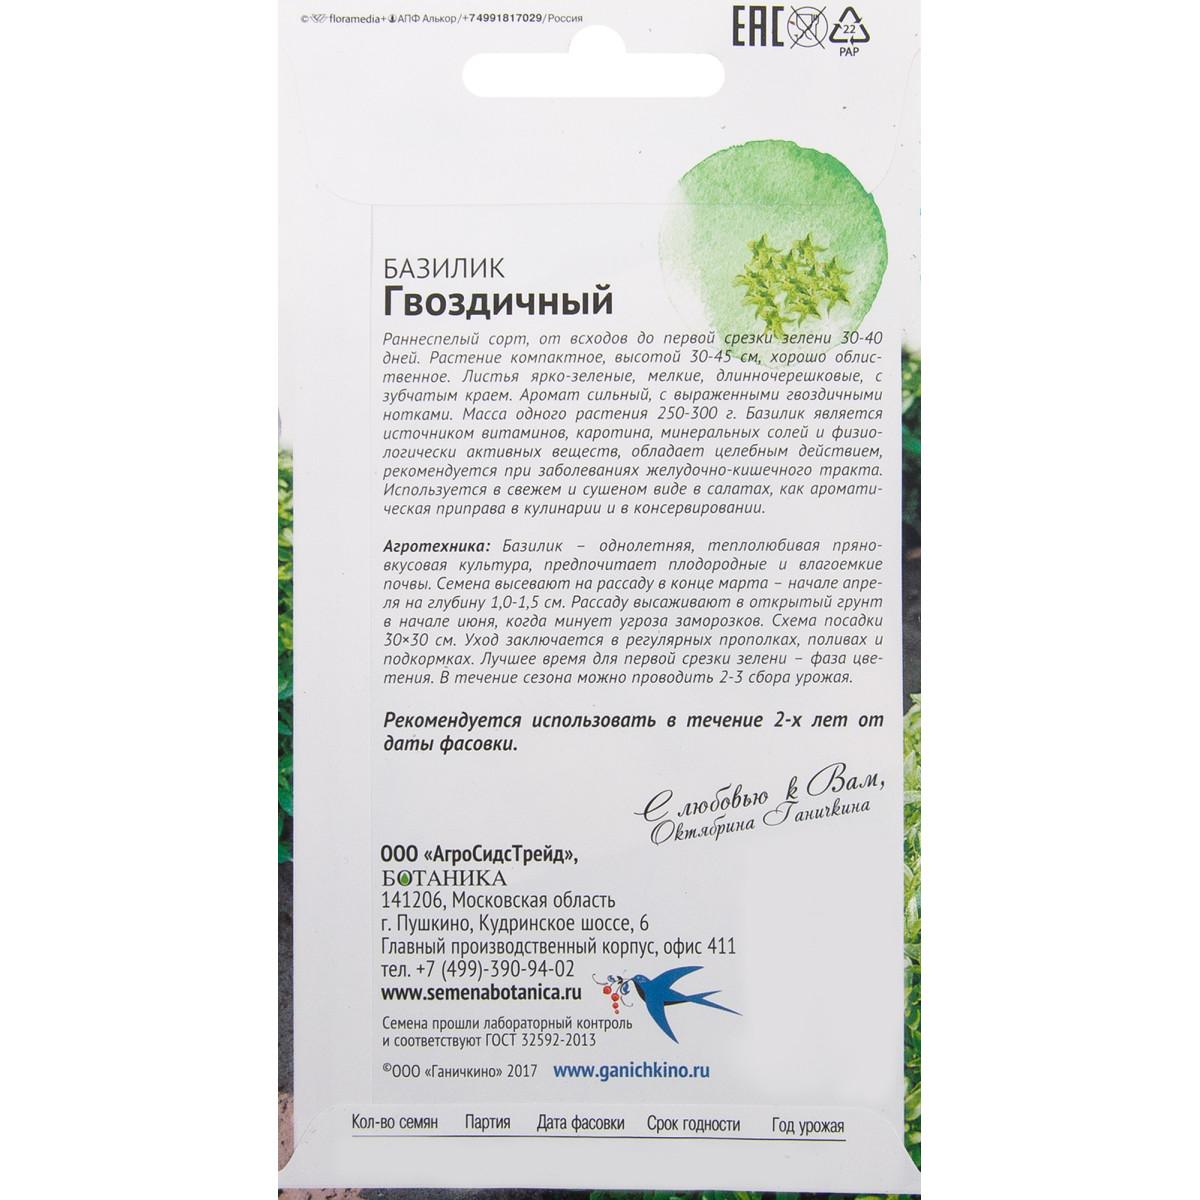 © floramedia+АПФ Алькор/+74991817029/Россия
EAC
22
PAP
БАЗИЛИК
Гвоздичный
Раннеспелый сорт, от всходов до первой срезки зелени 30-40
дней. Растение компактное, высотой 30-45 см, хорошо облис-
твенное. Листья ярко-зеленые, мелкие, длинночерешковые, с
зубчатым краем. Аромат сильный, с выраженными гвоздичными
нотками. Масса одного растения 250-300 г. Базилик является
источником витаминов, каротина, минеральных солей и физио-
логически активных веществ, обладает целебным действием,
рекомендуется при заболеваниях желудочно-кишечного тракта.
Используется в свежем и сушеном виде в салатах, как аромати-
ческая приправа в кулинарии и в консервировании.
Агротехника: Базилик – однолетняя, теплолюбивая пряно-
вкусовая культура, предпочитает плодородные и влагоемкие
почвы. Семена высевают на рассаду в конце марта – начале апре-
ля на глубину 1,0-1,5 см. Рассаду высаживают в открытый грунт
в начале июня, когда минует угроза заморозков. Схема посадки
30×30 см. Уход заключается в регулярных прополках, поливах и
подкормках. Лучшее время для первой срезки зелени – фаза цве-
тения. В течение сезона можно проводить 2-3 сбора урожая.
Рекомендуется использовать в течение 2-х лет от
даты фасовки.
С любовью к Вам,
Октябрина Ганичкина
ООО «АгроСидсТрейд»,
БОТАНИКА
141206, Московская область
г. Пушкино, Кудринское шоссе, 6
Главный производственный корпус, офис 411
тел. +7 (499)-390-94-02
www.semenabotanica.ru
Семена прошли лабораторный контроль
и соответствуют ГОСТ 32592-2013
©ООО «Ганичкино» 2017 www.ganichkino.ru
Кол-во семян Партия Дата фасовки Срок годности Год урожая